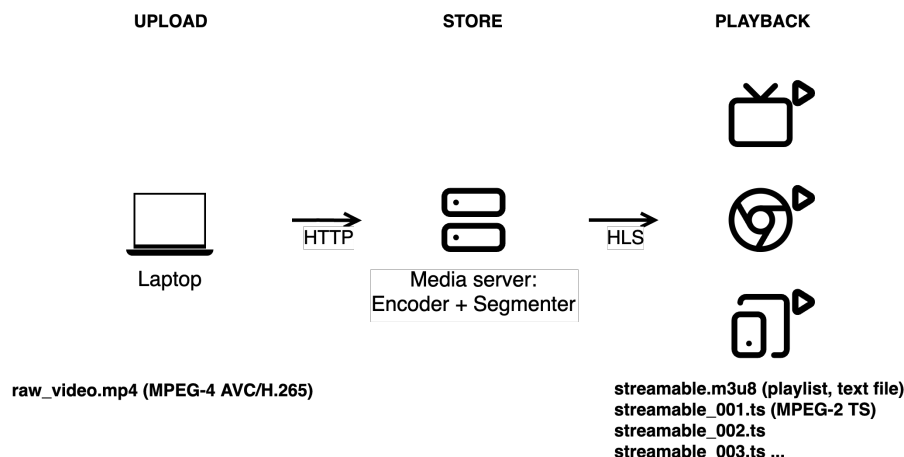 UPLOAD
STORE
PLAYBACK
HTTP
HLS
Laptop
Media server:
Encoder + Segmenter
raw_video.mp4 (MPEG-4 AVC/H.265)
streamable.m3u8 (playlist, text file)
streamable_001.ts (MPEG-2 TS)
streamable_002.ts
streamable_003.ts ...